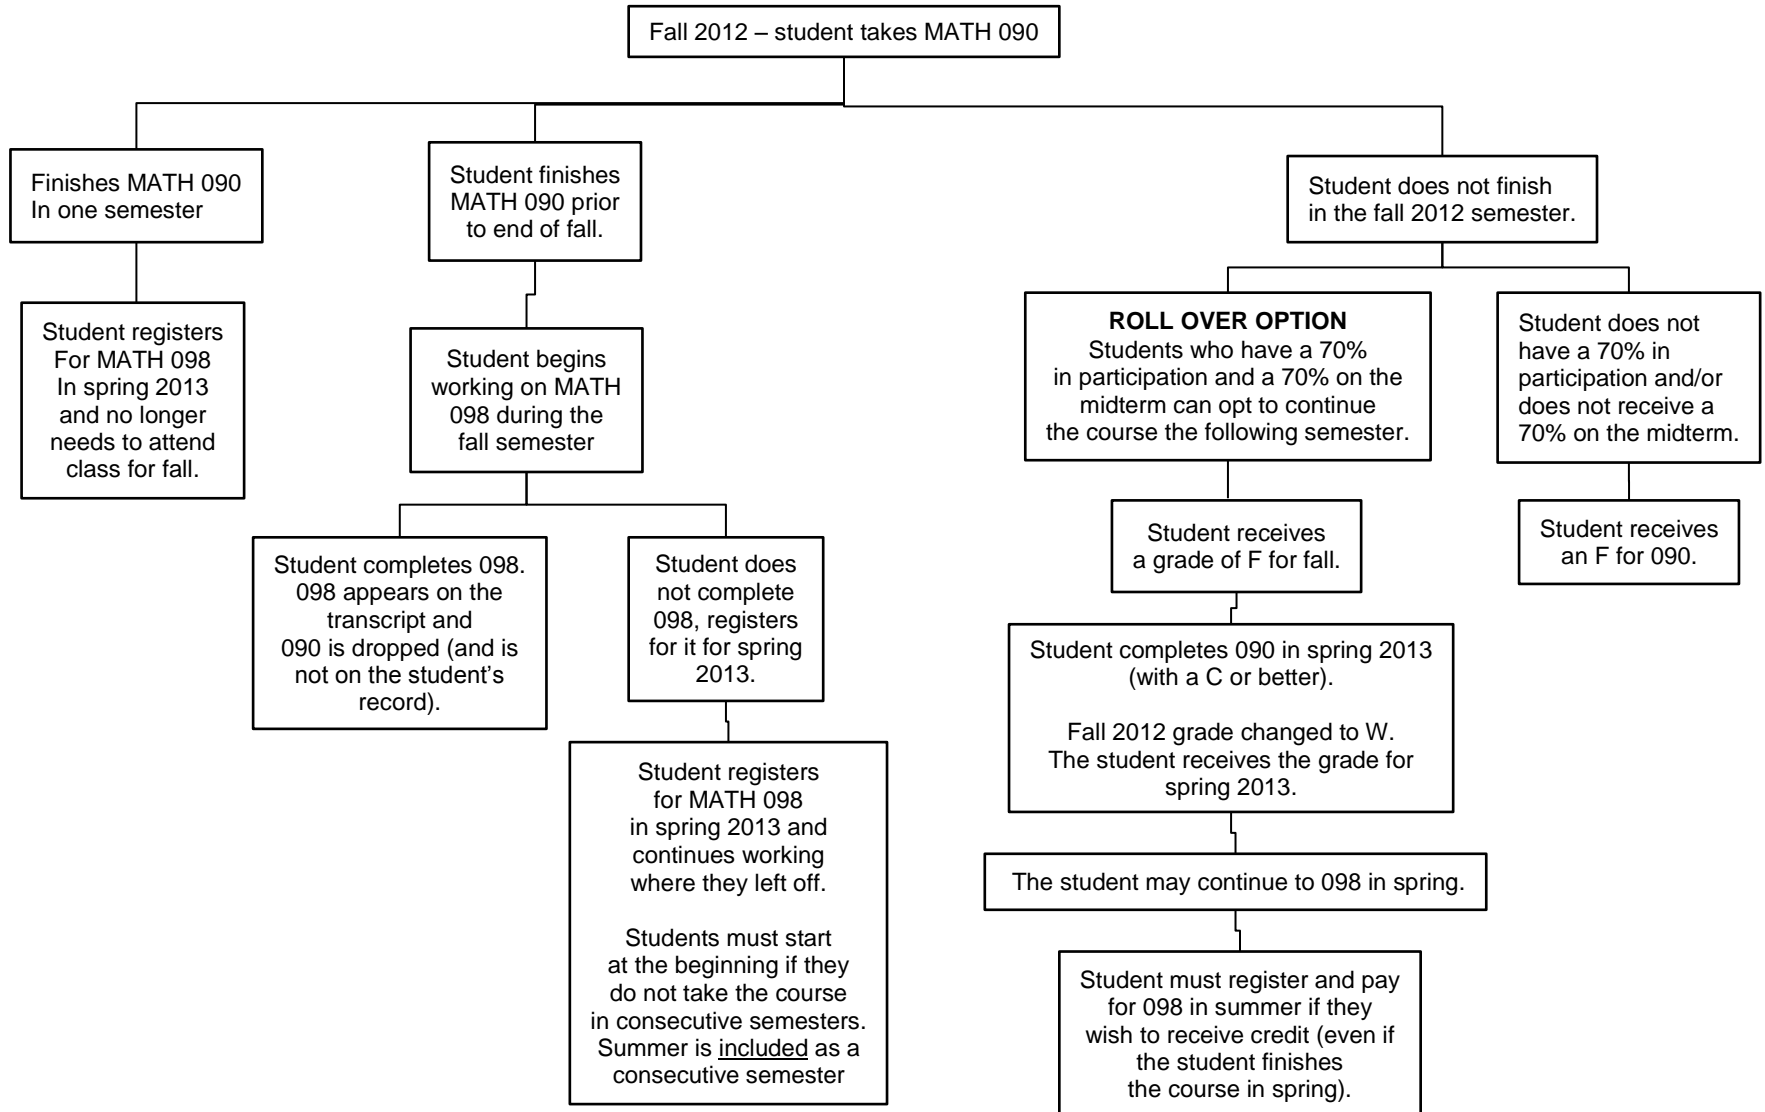 Fall 2012 – student takes MATH 090
Finishes MATH 090
In one semester
Student registers
For MATH 098
In spring 2013
and no longer
needs to attend
class for fall.
Student finishes
MATH 090 prior
to end of fall.
Student begins
working on MATH
098 during the
fall semester
Student completes 098.
098 appears on the
transcript and
090 is dropped (and is
not on the student’s
record).
Student does
not complete
098, registers
for it for spring
2013.
Student registers
for MATH 098
in spring 2013 and
continues working
where they left off.
Students must start
at the beginning if they
do not take the course
in consecutive semesters.
Summer is included as a
consecutive semester
Student does not finish
in the fall 2012 semester.
ROLL OVER OPTION
Students who have a 70%
in participation and a 70% on the
midterm can opt to continue
the course the following semester.
Student receives
a grade of F for fall.
Student completes 090 in spring 2013
(with a C or better).
Fall 2012 grade changed to W.
The student receives the grade for
spring 2013.
The student may continue to 098 in spring.
Student must register and pay
for 098 in summer if they
wish to receive credit (even if
the student finishes
the course in spring).
Student does not
have a 70% in
participation and/or
does not receive a
70% on the midterm.
Student receives
an F for 090.